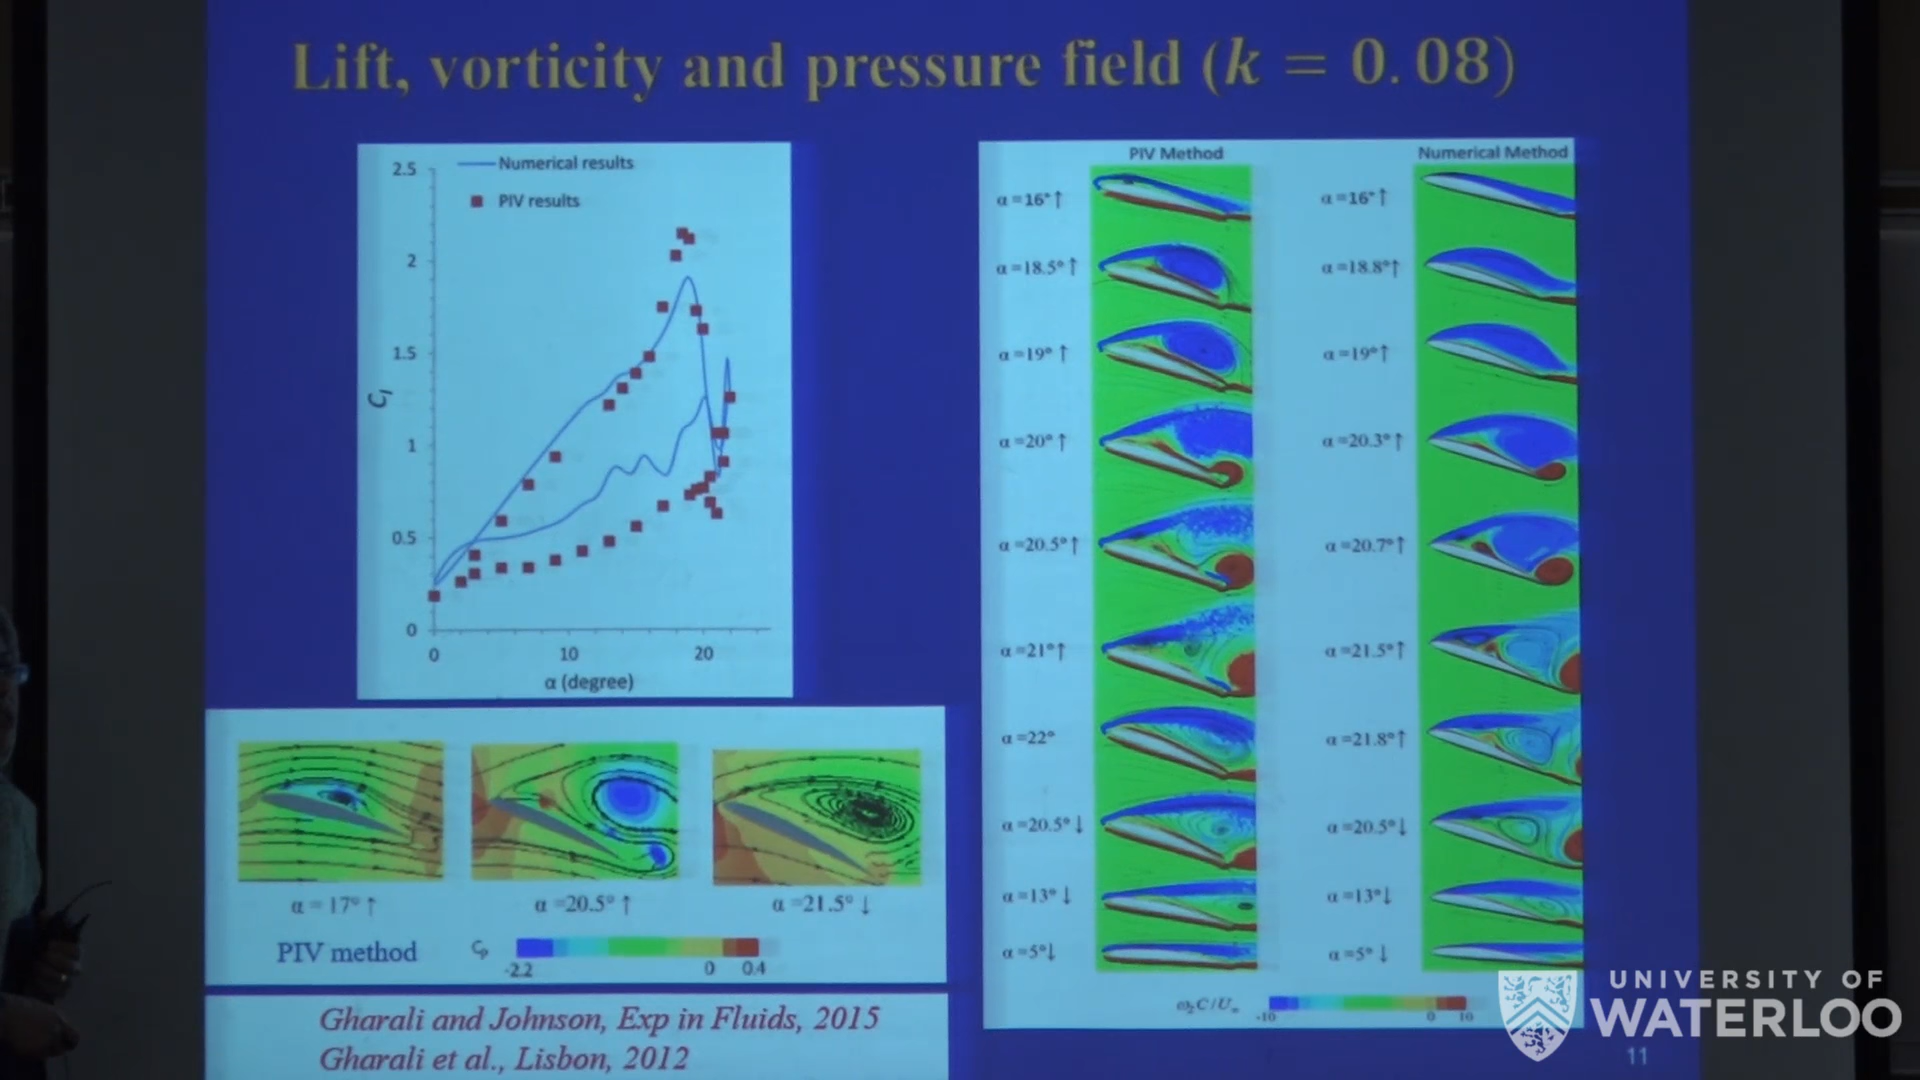 Lift, vorticity and pressure field (k = 0.08)
2.5
2
1.5
1
0.5
0
C_l
Numerical results
PIV results
0 10 20
α (degree)
α = 17° ↑ α =20.5° ↑ α =21.5° ↓
PIV method Cp
-2.2 0 0.4
Gharali and Johnson, Exp in Fluids, 2015
Gharali et al., Lisbon, 2012
PIV Method Numerical Method
α =16° ↑ α =16° ↑
α =18.5° ↑ α =18.8° ↑
α =19° ↑ α =19° ↑
α =20° ↑ α =20.3° ↑
α =20.5° ↑ α =20.7° ↑
α =21° ↑ α =21.5° ↑
α =22° α =21.8° ↑
α =20.5° ↓ α =20.5° ↓
α =13° ↓ α =13° ↓
α =5° ↓ α =5° ↓
-10 0 10
UNIVERSITY OF
WATERLOO
11